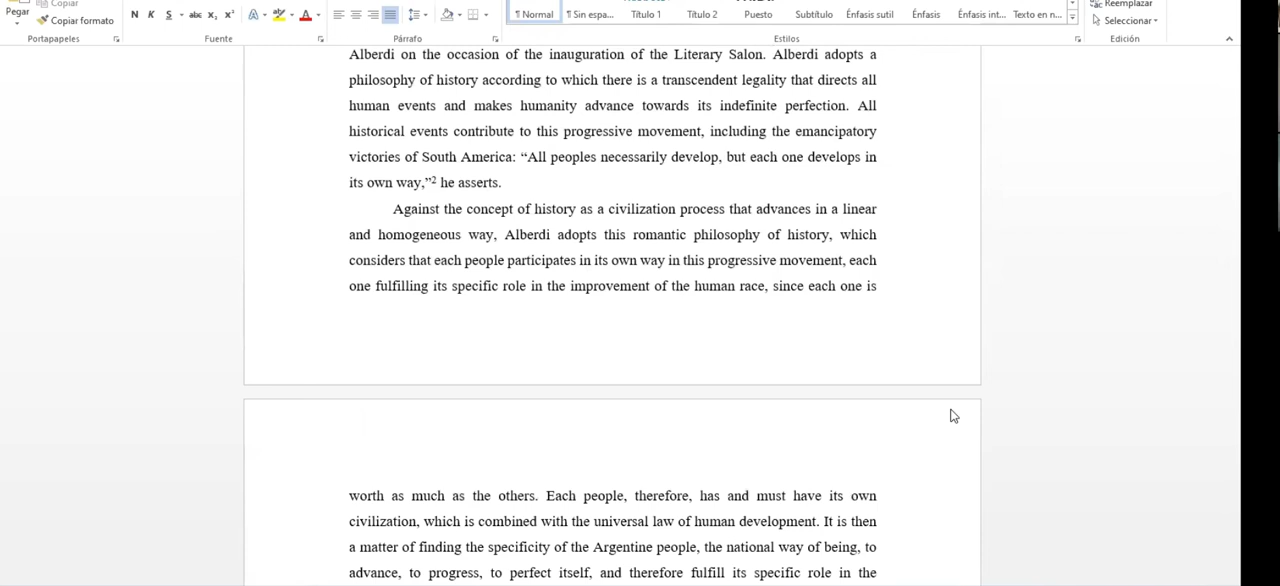 Copiar
Reemplazar
Pegar
Copiar formato
N K S abc x₂ x² A ab A
¶ Normal
¶ Sin espa...
Título 1
Título 2
Puesto
Subtítulo
Énfasis sutil
Énfasis
Énfasis int...
Texto en n...
Seleccionar
Portapapeles
Fuente
Párrafo
Estilos
Edición
Alberdi on the occasion of the inauguration of the Literary Salon. Alberdi adopts a
philosophy of history according to which there is a transcendent legality that directs all
human events and makes humanity advance towards its indefinite perfection. All
historical events contribute to this progressive movement, including the emancipatory
victories of South America: “All peoples necessarily develop, but each one develops in
its own way,”² he asserts.
Against the concept of history as a civilization process that advances in a linear
and homogeneous way, Alberdi adopts this romantic philosophy of history, which
considers that each people participates in its own way in this progressive movement, each
one fulfilling its specific role in the improvement of the human race, since each one is
worth as much as the others. Each people, therefore, has and must have its own
civilization, which is combined with the universal law of human development. It is then
a matter of finding the specificity of the Argentine people, the national way of being, to
advance, to progress, to perfect itself, and therefore fulfill its specific role in the